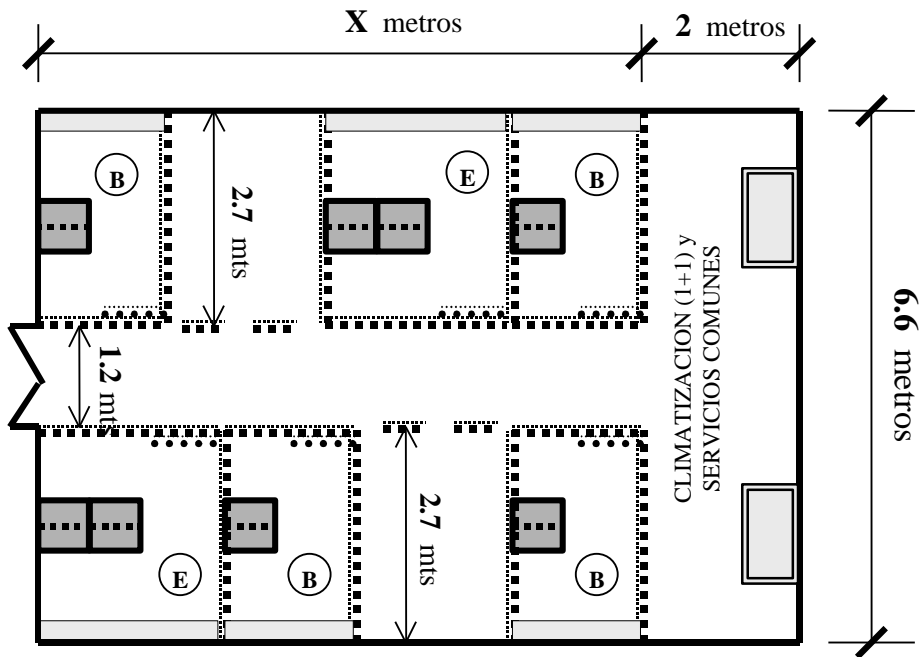 X metros
2 metros
B
E
B
2.7 mts
1.2 mts
CLIMATIZACION (1+1) y
SERVICIOS COMUNES
6.6 metros
2.7 mts
E
B
B